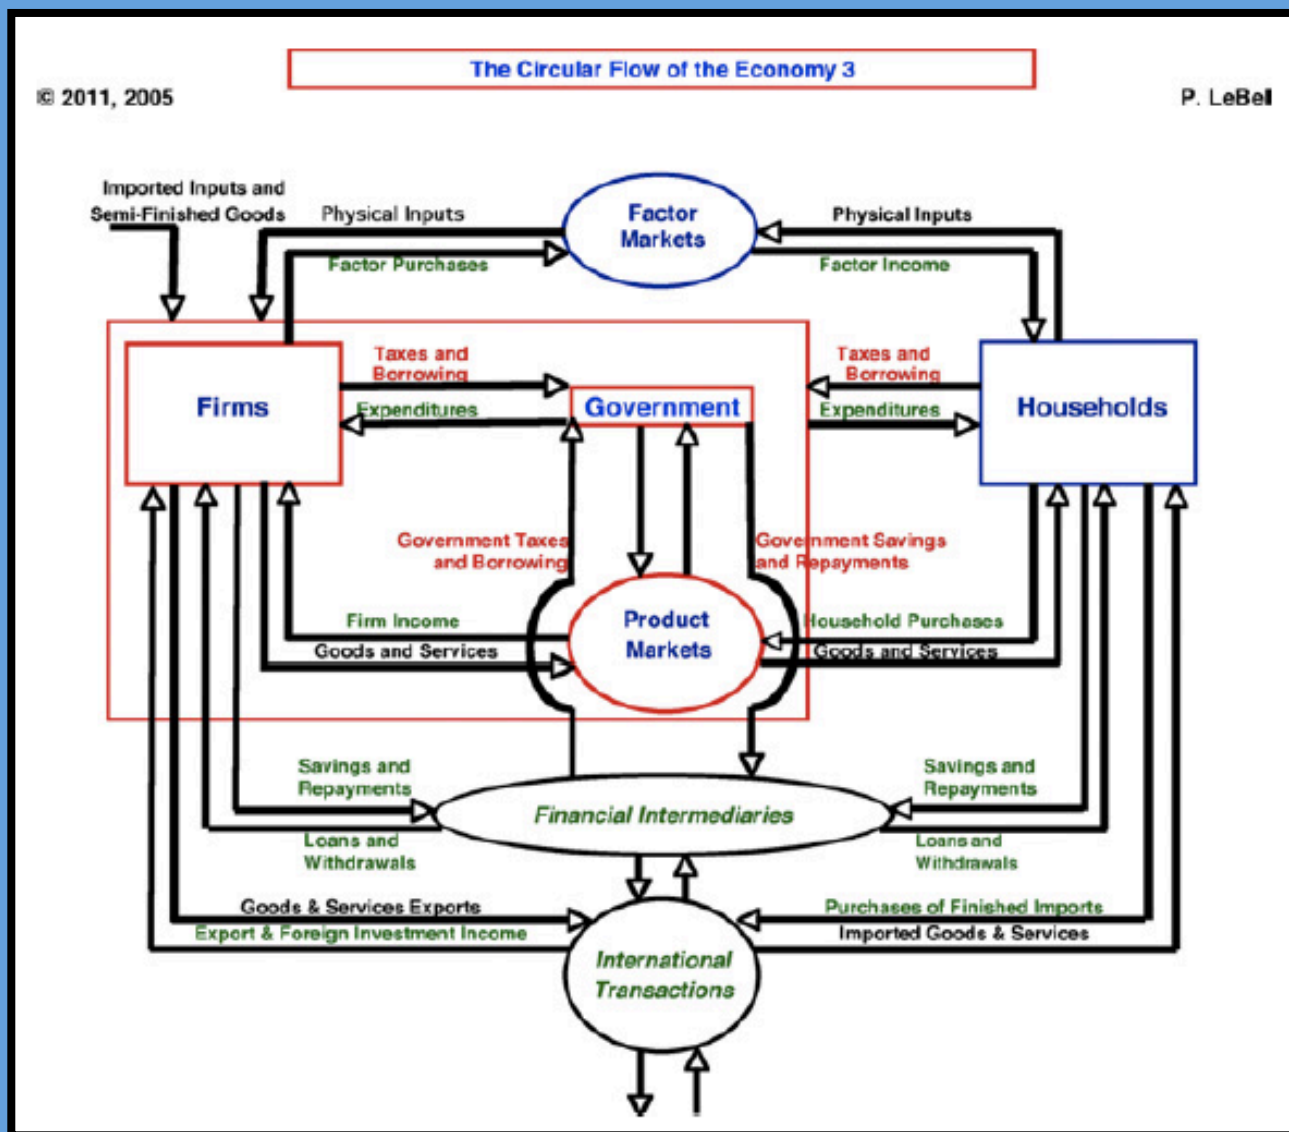 The Circular Flow of the Economy 3
© 2011, 2005
P. LeBel
Imported Inputs and
Semi-Finished Goods
Physical Inputs
Factor
Markets
Physical Inputs
Factor Purchases
Factor Income
Firms
Taxes and
Borrowing
Expenditures
Government
Taxes and
Borrowing
Expenditures
Households
Government Taxes
and Borrowing
Government Savings
and Repayments
Firm Income
Goods and Services
Product
Markets
Household Purchases
Goods and Services
Savings and
Repayments
Loans and
Withdrawals
Financial Intermediaries
Savings and
Repayments
Loans and
Withdrawals
Goods & Services Exports
Export & Foreign Investment Income
International
Transactions
Purchases of Finished Imports
Imported Goods & Services